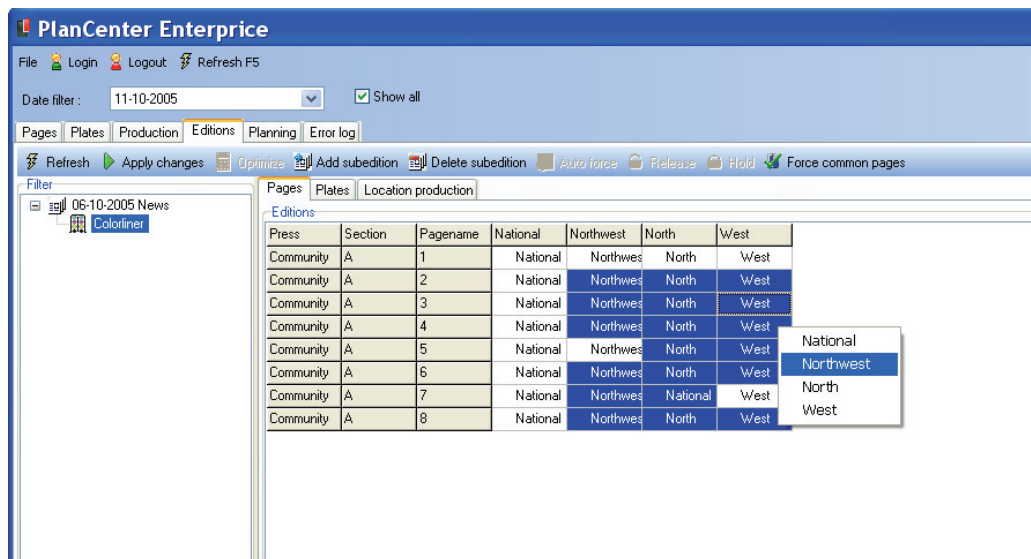 PlanCenter Enterprice
File Login Logout Refresh F5
Date filter : 11-10-2005 Show all
Pages Plates Production Editions Planning Error log
Refresh Apply changes Optimize Add subedition Delete subedition Auto force Release Hold Force common pages
Filter
06-10-2005 News
Colorliner
Pages Plates Location production
Editions
Press Section Pagename National Northwest North West
Community A 1 National Northwes North West
Community A 2 National Northwes North West
Community A 3 National Northwes North West
Community A 4 National Northwes North West
Community A 5 National Northwes North West
Community A 6 National Northwes North West
Community A 7 National Northwes National West
Community A 8 National Northwes North West
National
Northwest
North
West